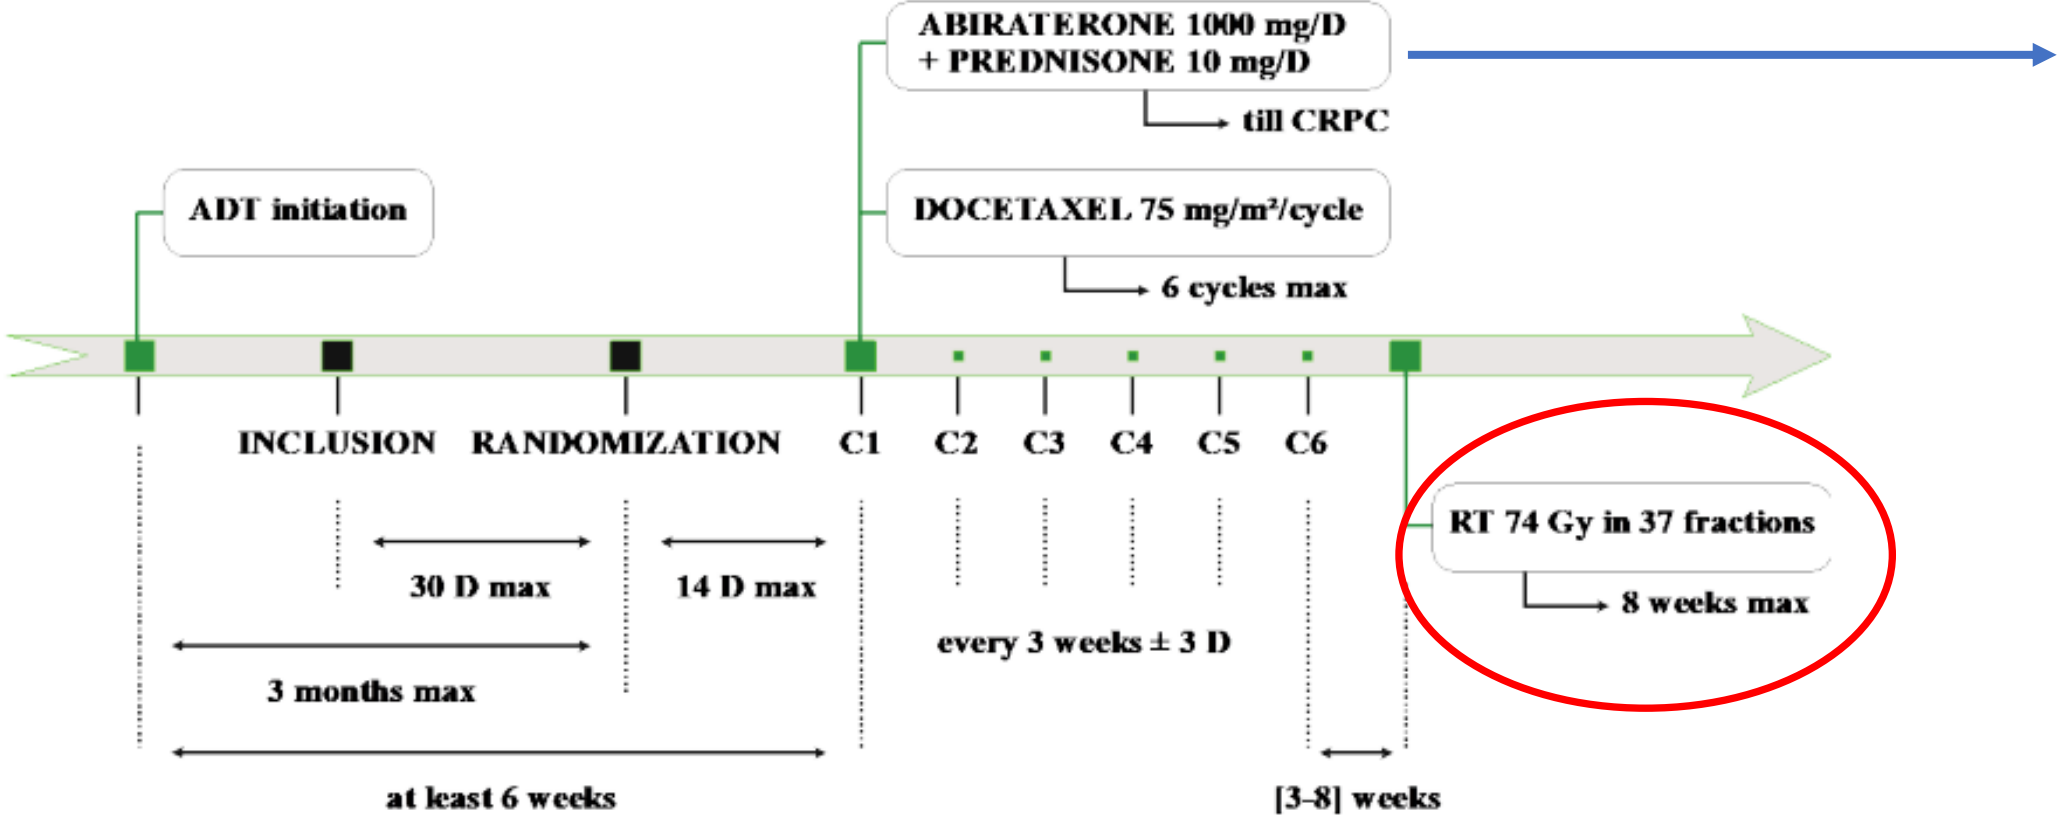 ABIRATERONE 1000 mg/D
+ PREDNISONE 10 mg/D
till CRPC
ADT initiation
DOCETAXEL 75 mg/m²/cycle
6 cycles max
INCLUSION
RANDOMIZATION
C1
C2
C3
C4
C5
C6
RT 74 Gy in 37 fractions
8 weeks max
30 D max
14 D max
every 3 weeks ± 3 D
3 months max
at least 6 weeks
[3-8] weeks